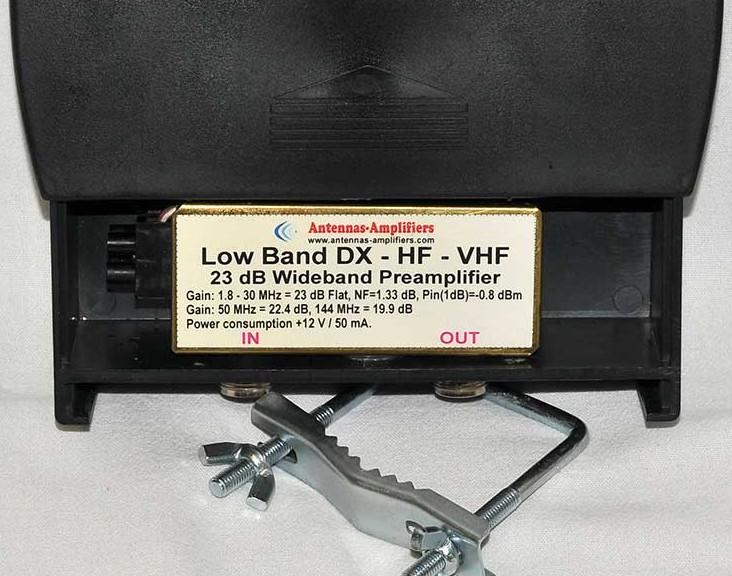 Antennas-Amplifiers
www.antennas-amplifiers.com
Low Band DX - HF - VHF
23 dB Wideband Preamplifier
Gain: 1.8 - 30 MHz = 23 dB Flat, NF=1.33 dB, Pin(1dB)=-0.8 dBm
Gain: 50 MHz = 22.4 dB, 144 MHz = 19.9 dB
Power consumption +12 V / 50 mA.
IN OUT